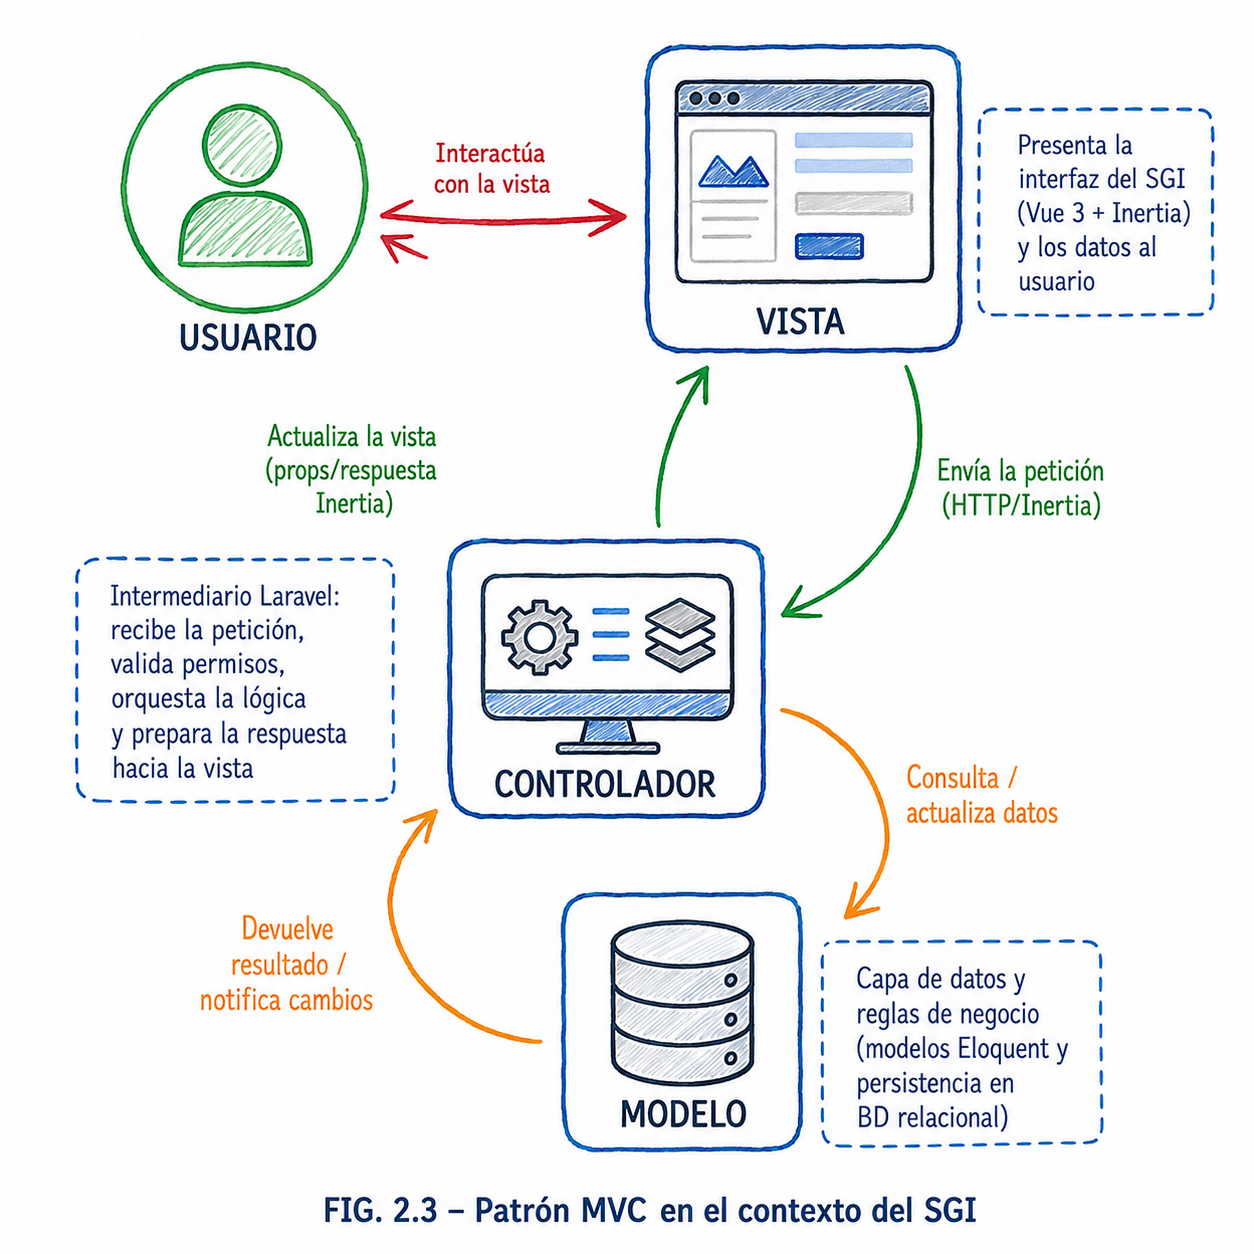 Interactúa
con la vista
USUARIO
VISTA
Presenta la
interfaz del SGI
(Vue 3 + Inertia)
y los datos al
usuario
Actualiza la vista
(props/respuesta
Inertia)
Envía la petición
(HTTP/Inertia)
Intermediario Laravel:
recibe la petición,
valida permisos,
orquesta la lógica
y prepara la respuesta
hacia la vista
CONTROLADOR
Consulta /
actualiza datos
Devuelve
resultado /
notifica cambios
MODELO
Capa de datos y
reglas de negocio
(modelos Eloquent y
persistencia en
BD relacional)
FIG. 2.3 – Patrón MVC en el contexto del SGI